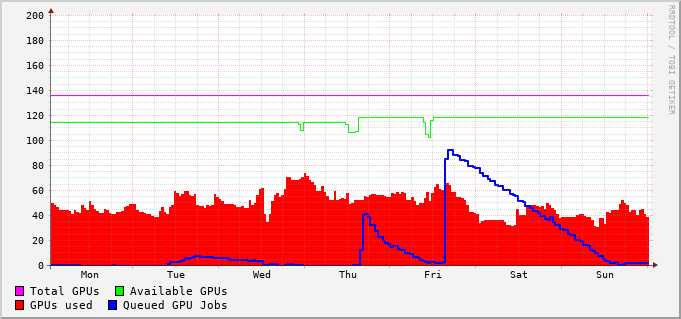 RRDTOOL / TOBI OETIKER
200
180
160
140
120
100
80
60
40
20
0
Mon Tue Wed Thu Fri Sat Sun
Total GPUs Available GPUs
GPUs used Queued GPU Jobs